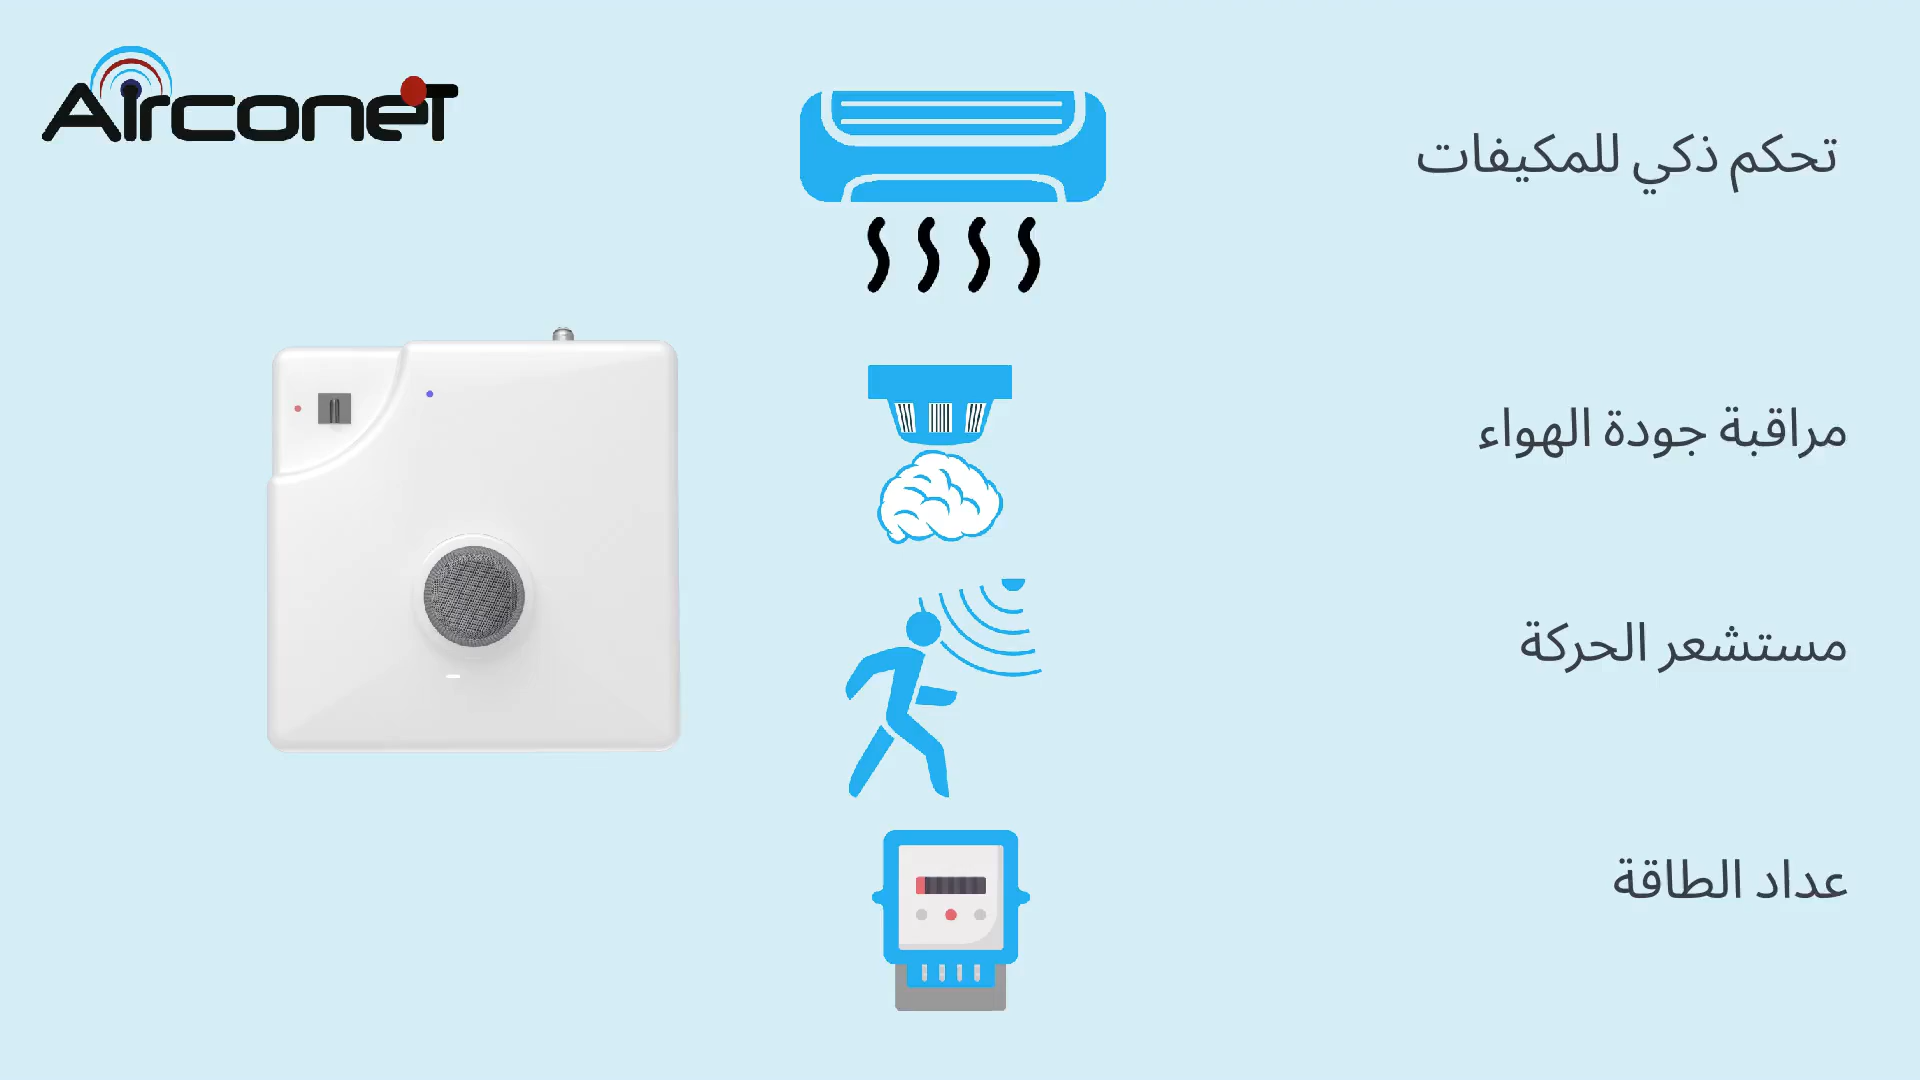 Airconet
تحكم ذكي للمكيفات
مراقبة جودة الهواء
مستشعر الحركة
عداد الطاقة